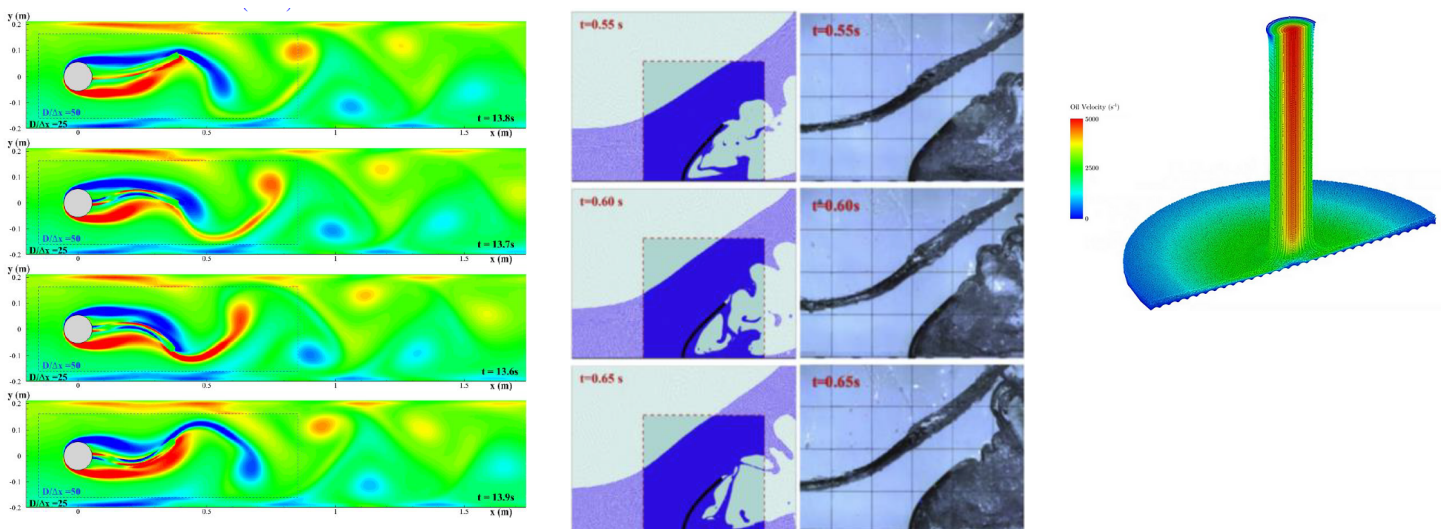 y (m)
0.2
0.1
0
-0.1
-0.2
D/Δx =50
D/Δx =25
t = 13.8s
0
0.5
1
1.5
x (m)
y (m)
0.2
0.1
0
-0.1
-0.2
D/Δx =50
D/Δx =25
t = 13.7s
0
0.5
1
1.5
x (m)
y (m)
0.2
0.1
0
-0.1
-0.2
D/Δx =50
D/Δx =25
t = 13.6s
0
0.5
1
1.5
x (m)
y (m)
0.2
0.1
0
-0.1
-0.2
D/Δx =50
D/Δx =25
t = 13.9s
0
0.5
1
1.5
x (m)
t=0.55s
t=0.55s
t=0.60 s
t=0.60s
t=0.65 s
t=0.65s
Oil Velocity (s⁻¹)
5000
2500
0